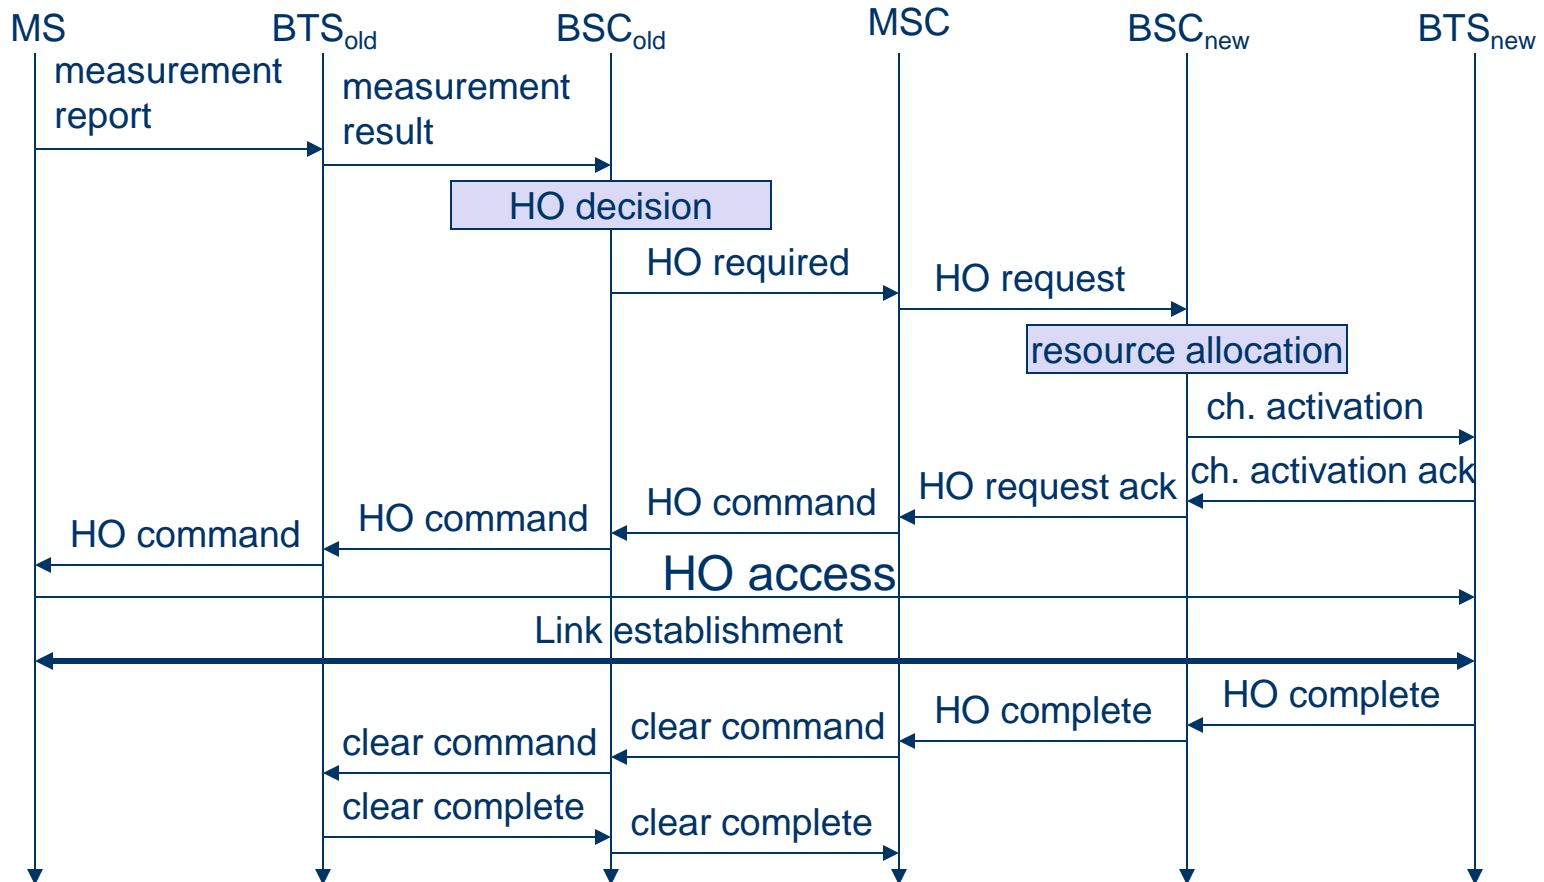 MS
BTSold
BSCold
MSC
BSCnew
BTSnew
measurement
report
measurement
result
HO decision
HO required
HO request
resource allocation
ch. activation
ch. activation ack
HO request ack
HO command
HO command
HO command
HO access
Link establishment
HO complete
HO complete
clear command
clear command
clear complete
clear complete